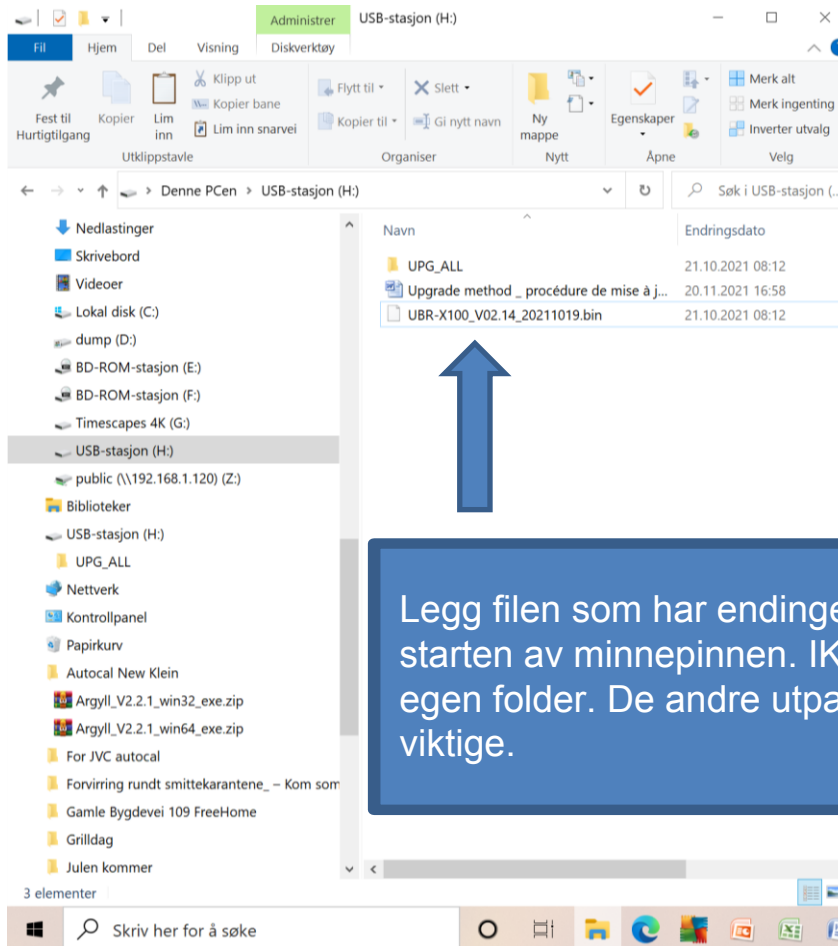 Administrer USB-stasjon (H:)
Fil Hjem Del Visning Diskverktøy
Fest til Hurtigtilgang
Kopier
Lim inn
Klipp ut
Kopier bane
Lim inn snarvei
Utklippstavle
Flytt til
Kopier til
Slett
Gi nytt navn
Organiser
Ny mappe
Nytt
Egenskaper
Åpne
Merk alt
Merk ingenting
Inverter utvalg
Velg
Denne PCen > USB-stasjon (H:)
Søk i USB-stasjon (...
Nedlastinger
Skrivebord
Videoer
Lokal disk (C:)
dump (D:)
BD-ROM-stasjon (E:)
BD-ROM-stasjon (F:)
Timescapes 4K (G:)
USB-stasjon (H:)
public (\\192.168.1.120) (Z:)
Biblioteker
USB-stasjon (H:)
UPG_ALL
Nettverk
Kontrollpanel
Papirkurv
Autocal New Klein
Argyll_V2.2.1_win32_exe.zip
Argyll_V2.2.1_win64_exe.zip
For JVC autocal
Forvirring rundt smittekarantene_ – Kom som
Gamle Bygdevei 109 FreeHome
Grilldag
Julen kommer
Navn Endringsdato
UPG_ALL 21.10.2021 08:12
Upgrade method _ procédure de mise à j... 20.11.2021 16:58
UBR-X100_V02.14_20211019.bin 21.10.2021 08:12
Legg filen som har endinge
starten av minnepinnen. IK
egen folder. De andre utpa
viktige.
3 elementer
Skriv her for å søke